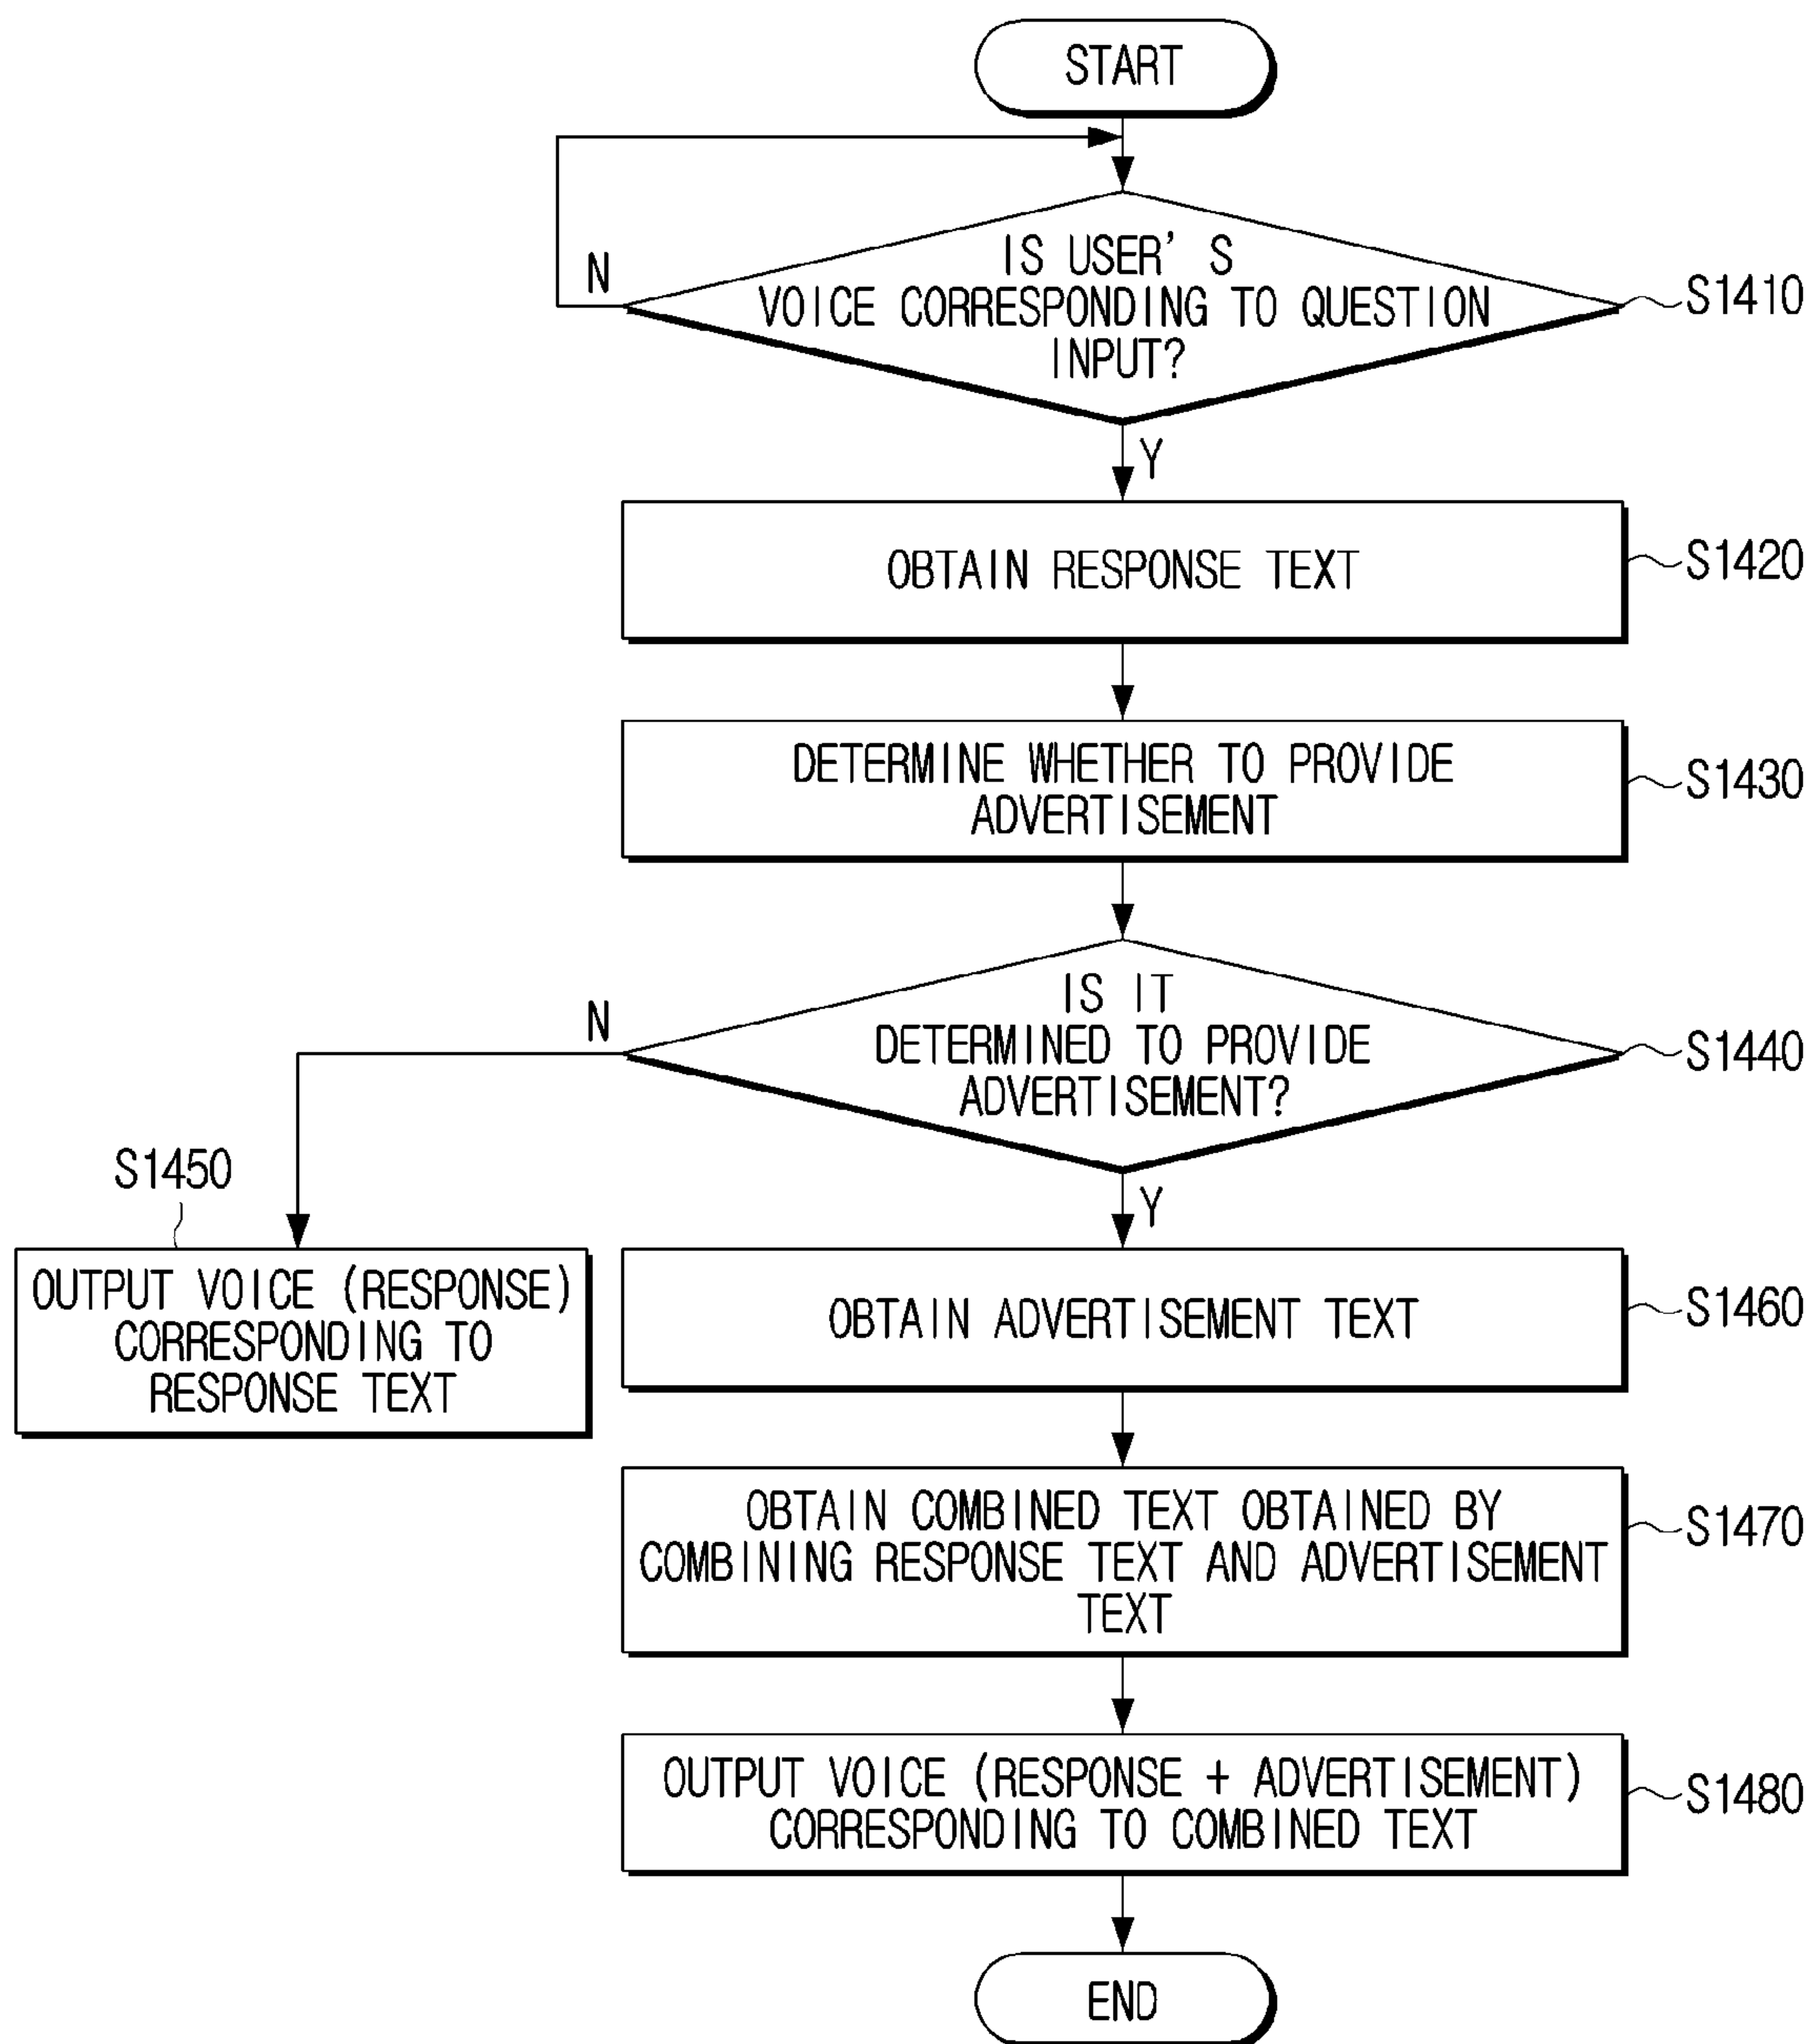 START
N
IS USER' S
VOICE CORRESPONDING TO QUESTION
INPUT?
S1410
Y
OBTAIN RESPONSE TEXT
S1420
DETERMINE WHETHER TO PROVIDE
ADVERTISEMENT
S1430
N
IS IT
DETERMINED TO PROVIDE
ADVERTISEMENT?
S1440
S1450
Y
OUTPUT VOICE (RESPONSE)
CORRESPONDING TO
RESPONSE TEXT
OBTAIN ADVERTISEMENT TEXT
S1460
OBTAIN COMBINED TEXT OBTAINED BY
COMBINING RESPONSE TEXT AND ADVERTISEMENT
TEXT
S1470
OUTPUT VOICE (RESPONSE + ADVERTISEMENT)
CORRESPONDING TO COMBINED TEXT
S1480
END